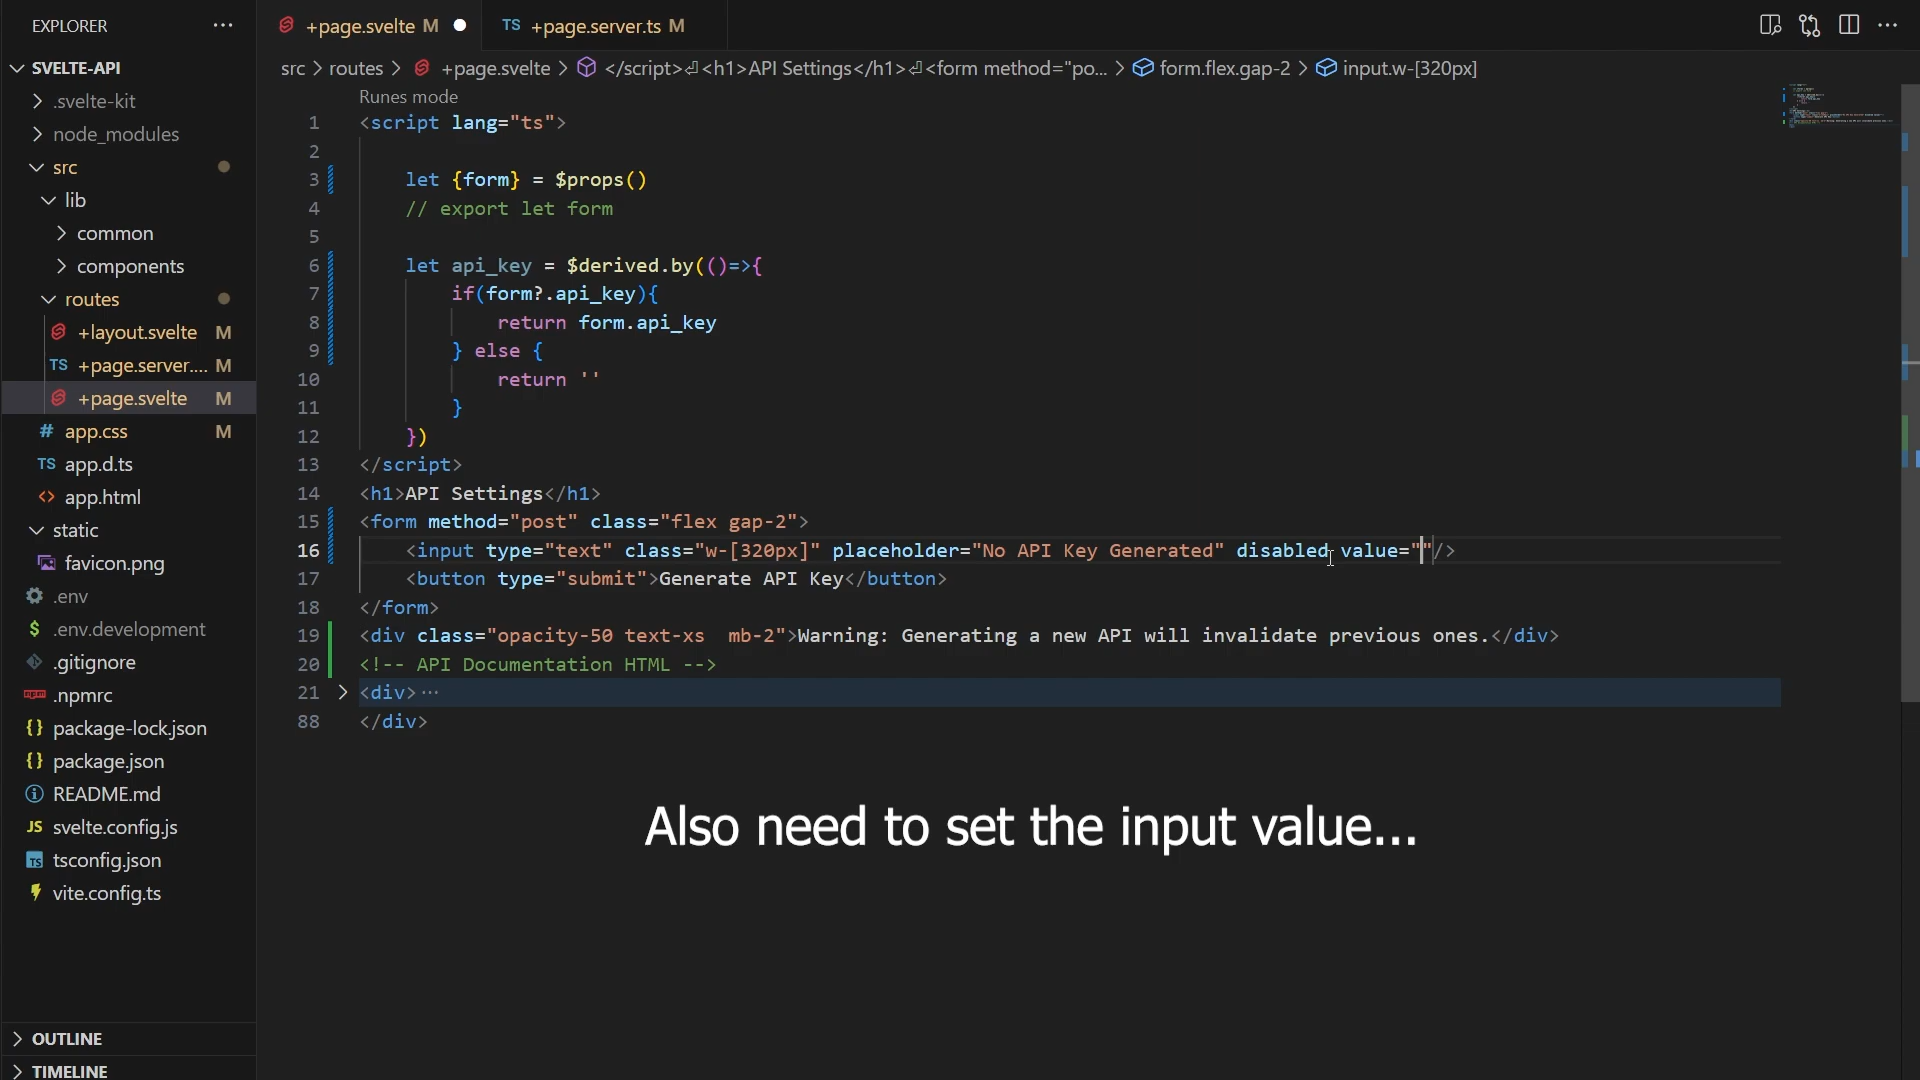 EXPLORER
SVELTE-API
.svelte-kit
node_modules
src
lib
common
components
routes
+layout.svelte M
TS +page.server.... M
+page.svelte M
# app.css M
TS app.d.ts
<> app.html
static
favicon.png
.env
$ .env.development
.gitignore
npm .npmrc
{} package-lock.json
{} package.json
README.md
JS svelte.config.js
TS tsconfig.json
vite.config.ts
OUTLINE
TIMELINE
+page.svelte M
TS +page.server.ts M
src > routes > +page.svelte > </script>⏎<h1>API Settings</h1>⏎<form method="po... > form.flex.gap-2 > input.w-[320px]
Runes mode
1 <script lang="ts">
2
3 let {form} = $props()
4 // export let form
5
6 let api_key = $derived.by(()=>{
7 if(form?.api_key){
8 return form.api_key
9 } else {
10 return ''
11 }
12 })
13 </script>
14 <h1>API Settings</h1>
15 <form method="post" class="flex gap-2">
16 <input type="text" class="w-[320px]" placeholder="No API Key Generated" disabled value=""/>
17 <button type="submit">Generate API Key</button>
18 </form>
19 <div class="opacity-50 text-xs  mb-2">Warning: Generating a new API will invalidate previous ones.</div>
20 <!-- API Documentation HTML -->
21 <div>...
88 </div>
Also need to set the input value...